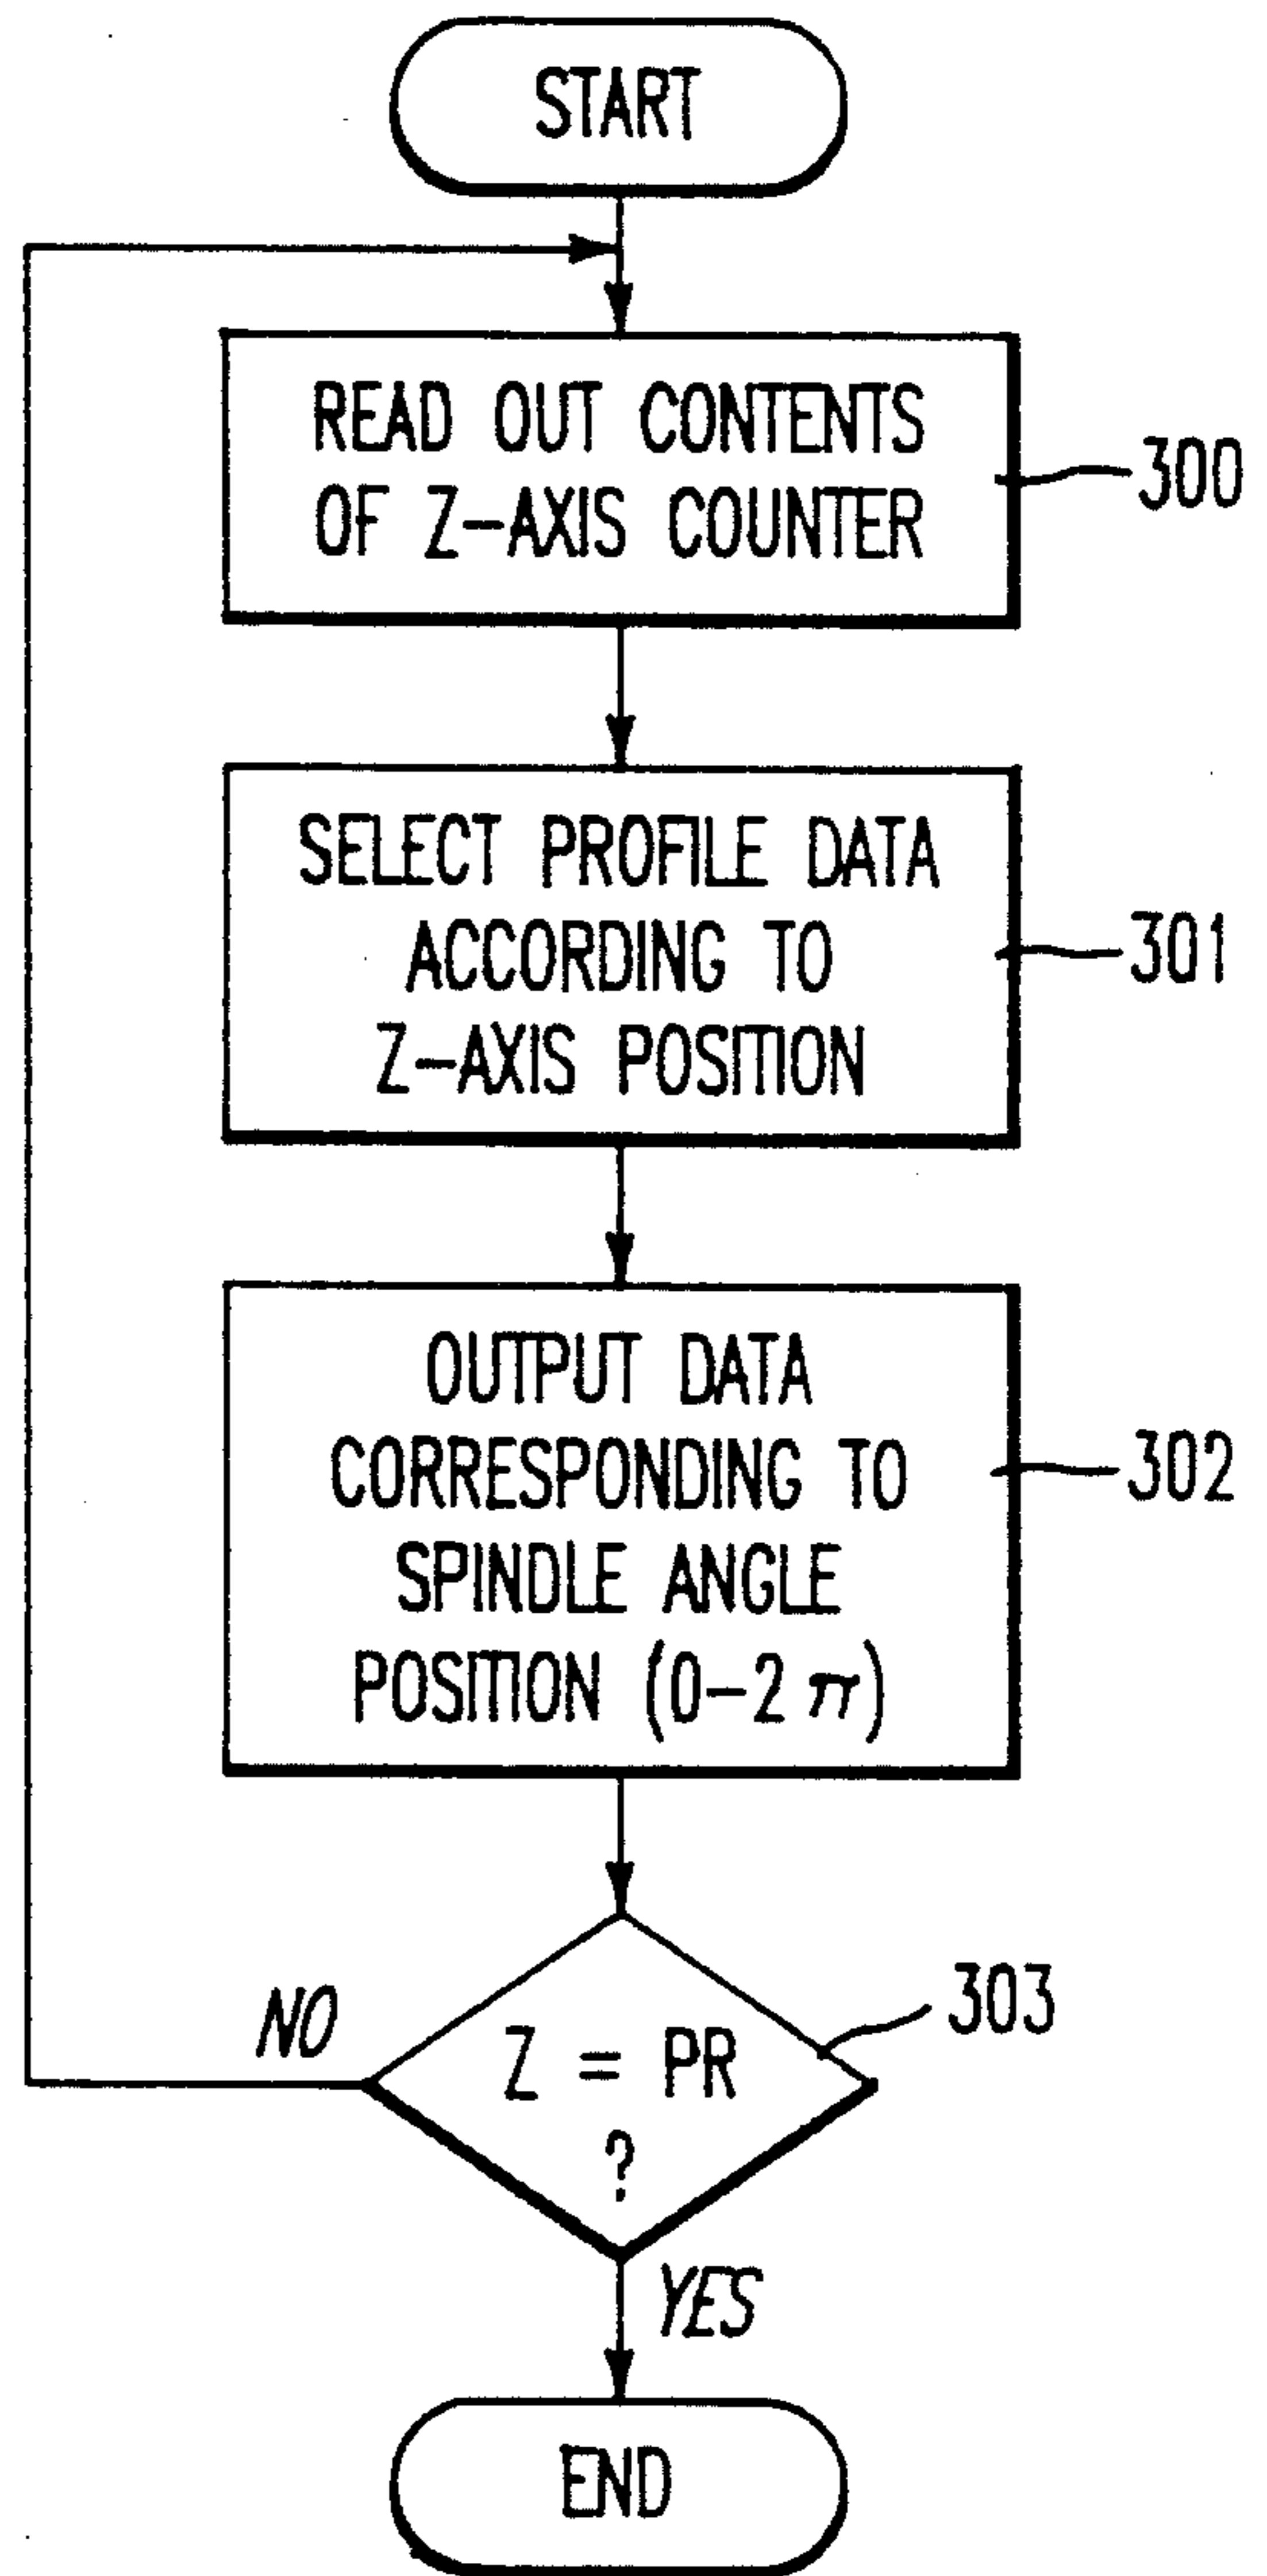 START
READ OUT CONTENTS
OF Z-AXIS COUNTER
300
SELECT PROFILE DATA
ACCORDING TO
Z-AXIS POSITION
301
OUTPUT DATA
CORRESPONDING TO
SPINDLE ANGLE
POSITION (0-2 π)
302
Z = PR
?
303
NO
YES
END